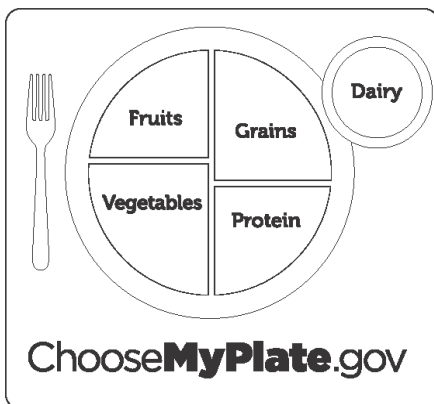 Dairy
Fruits
Grains
Vegetables
Protein
ChooseMyPlate.gov